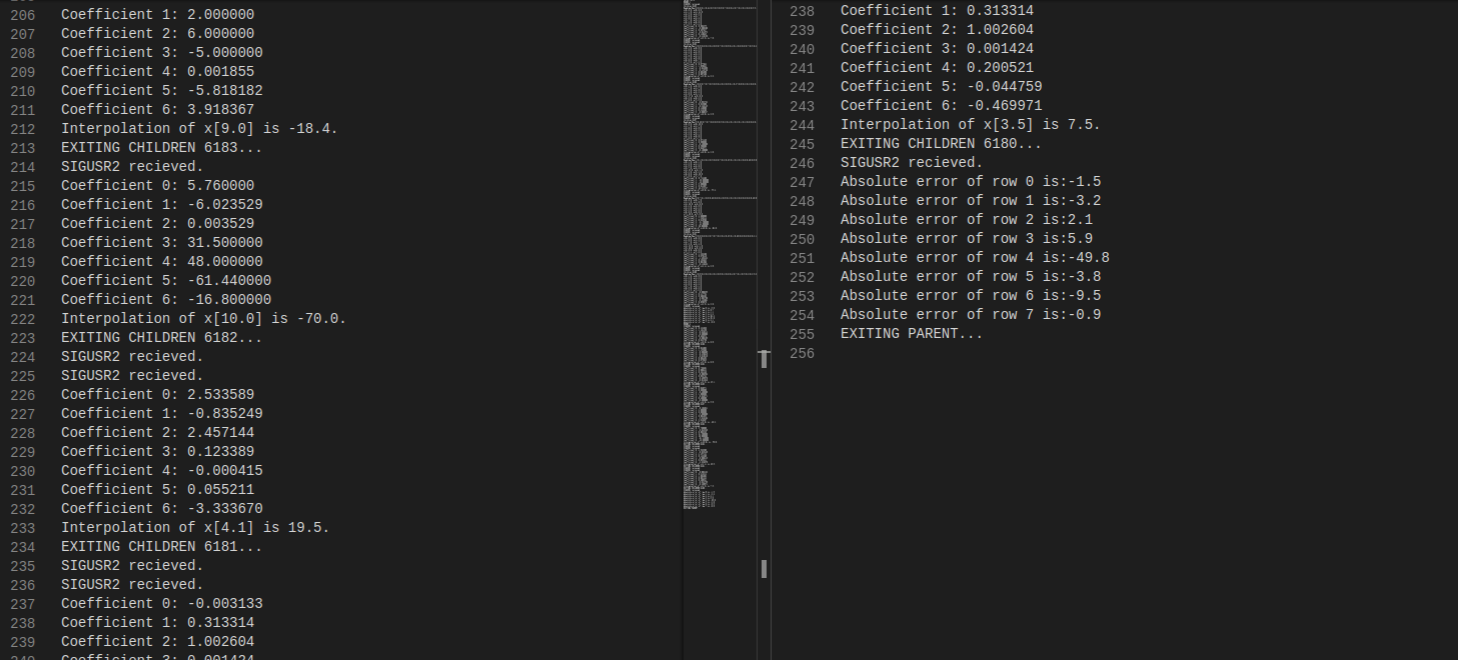 206 Coefficient 1: 2.000000
207 Coefficient 2: 6.000000
208 Coefficient 3: -5.000000
209 Coefficient 4: 0.001855
210 Coefficient 5: -5.818182
211 Coefficient 6: 3.918367
212 Interpolation of x[9.0] is -18.4.
213 EXITING CHILDREN 6183...
214 SIGUSR2 recieved.
215 Coefficient 0: 5.760000
216 Coefficient 1: -6.023529
217 Coefficient 2: 0.003529
218 Coefficient 3: 31.500000
219 Coefficient 4: 48.000000
220 Coefficient 5: -61.440000
221 Coefficient 6: -16.800000
222 Interpolation of x[10.0] is -70.0.
223 EXITING CHILDREN 6182...
224 SIGUSR2 recieved.
225 SIGUSR2 recieved.
226 Coefficient 0: 2.533589
227 Coefficient 1: -0.835249
228 Coefficient 2: 2.457144
229 Coefficient 3: 0.123389
230 Coefficient 4: -0.000415
231 Coefficient 5: 0.055211
232 Coefficient 6: -3.333670
233 Interpolation of x[4.1] is 19.5.
234 EXITING CHILDREN 6181...
235 SIGUSR2 recieved.
236 SIGUSR2 recieved.
237 Coefficient 0: -0.003133
238 Coefficient 1: 0.313314
239 Coefficient 2: 1.002604
240 Coefficient 3: 0.001424
238 Coefficient 1: 0.313314
239 Coefficient 2: 1.002604
240 Coefficient 3: 0.001424
241 Coefficient 4: 0.200521
242 Coefficient 5: -0.044759
243 Coefficient 6: -0.469971
244 Interpolation of x[3.5] is 7.5.
245 EXITING CHILDREN 6180...
246 SIGUSR2 recieved.
247 Absolute error of row 0 is:-1.5
248 Absolute error of row 1 is:-3.2
249 Absolute error of row 2 is:2.1
250 Absolute error of row 3 is:5.9
251 Absolute error of row 4 is:-49.8
252 Absolute error of row 5 is:-3.8
253 Absolute error of row 6 is:-9.5
254 Absolute error of row 7 is:-0.9
255 EXITING PARENT...
256